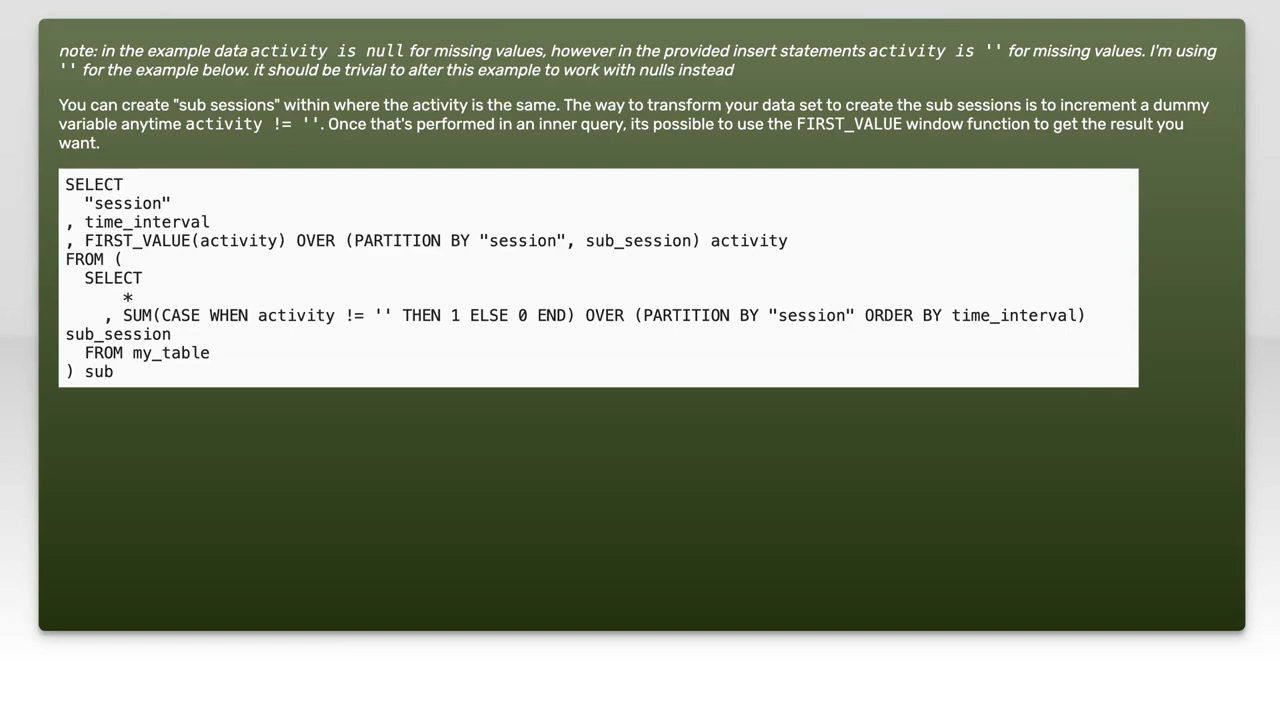 note: in the example data activity is null for missing values, however in the provided insert statements activity is '' for missing values. I'm using
'' for the example below. it should be trivial to alter this example to work with nulls instead
You can create "sub sessions" within where the activity is the same. The way to transform your data set to create the sub sessions is to increment a dummy
variable anytime activity != ''. Once that's performed in an inner query, its possible to use the FIRST_VALUE window function to get the result you
want.
SELECT
"session"
, time_interval
, FIRST_VALUE(activity) OVER (PARTITION BY "session", sub_session) activity
FROM (
SELECT
*
, SUM(CASE WHEN activity != '' THEN 1 ELSE 0 END) OVER (PARTITION BY "session" ORDER BY time_interval)
sub_session
FROM my_table
) sub